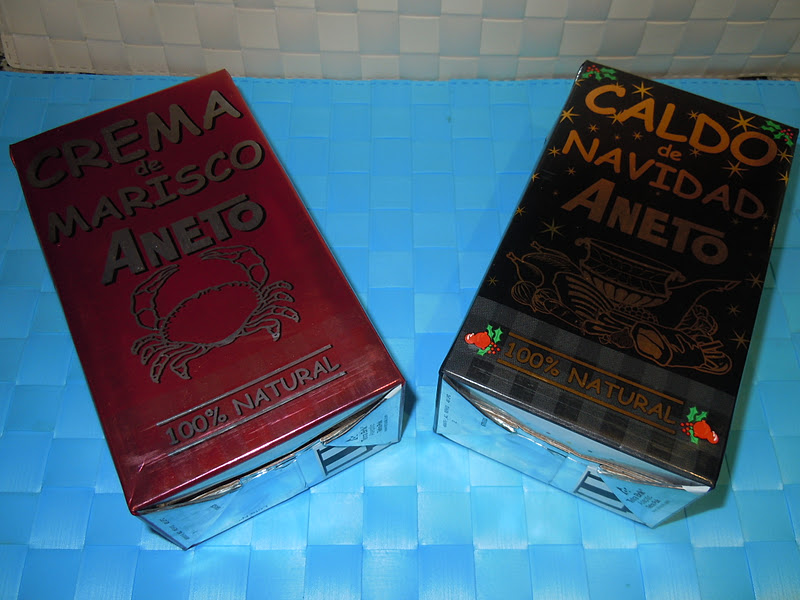 CREMA
de
MARISCO
ANETO
100% NATURAL
CALDO
de
NAVIDAD
ANETO
100% NATURAL